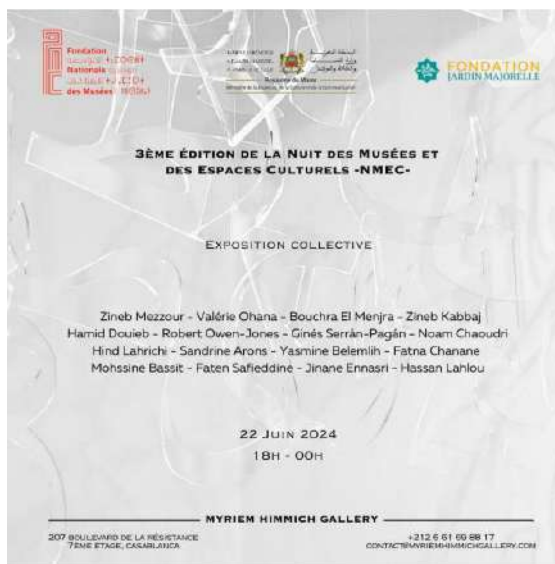 Fondation
Nationale
des Musées
Royaume du Maroc
FONDATION
JARDIN MAJORELLE
3ÈME ÉDITION DE LA NUIT DES MUSÉES ET
DES ESPACES CULTURELS -NMEC-
EXPOSITION COLLECTIVE
Zineb Mezzour - Valérie Ohana - Bouchra El Menjra - Zineb Kabbaj
Hamid Douieb - Robert Owen-Jones - Ginés Serrán-Pagán - Noam Chaoudri
Hind Lahrichi - Sandrine Arons - Yasmine Belemlih - Fatna Chanane
Mohssine Bassit - Faten Safieddine - Jinane Ennasri - Hassan Lahlou
22 JUIN 2024
18H - 00H
MYRIEM HIMMICH GALLERY
207 BOULEVARD DE LA RÉSISTANCE
7ÈME ETAGE, CASABLANCA
+212 6 61 69 88 17
CONTACT@MYRIEMHIMMICHGALLERY.COM